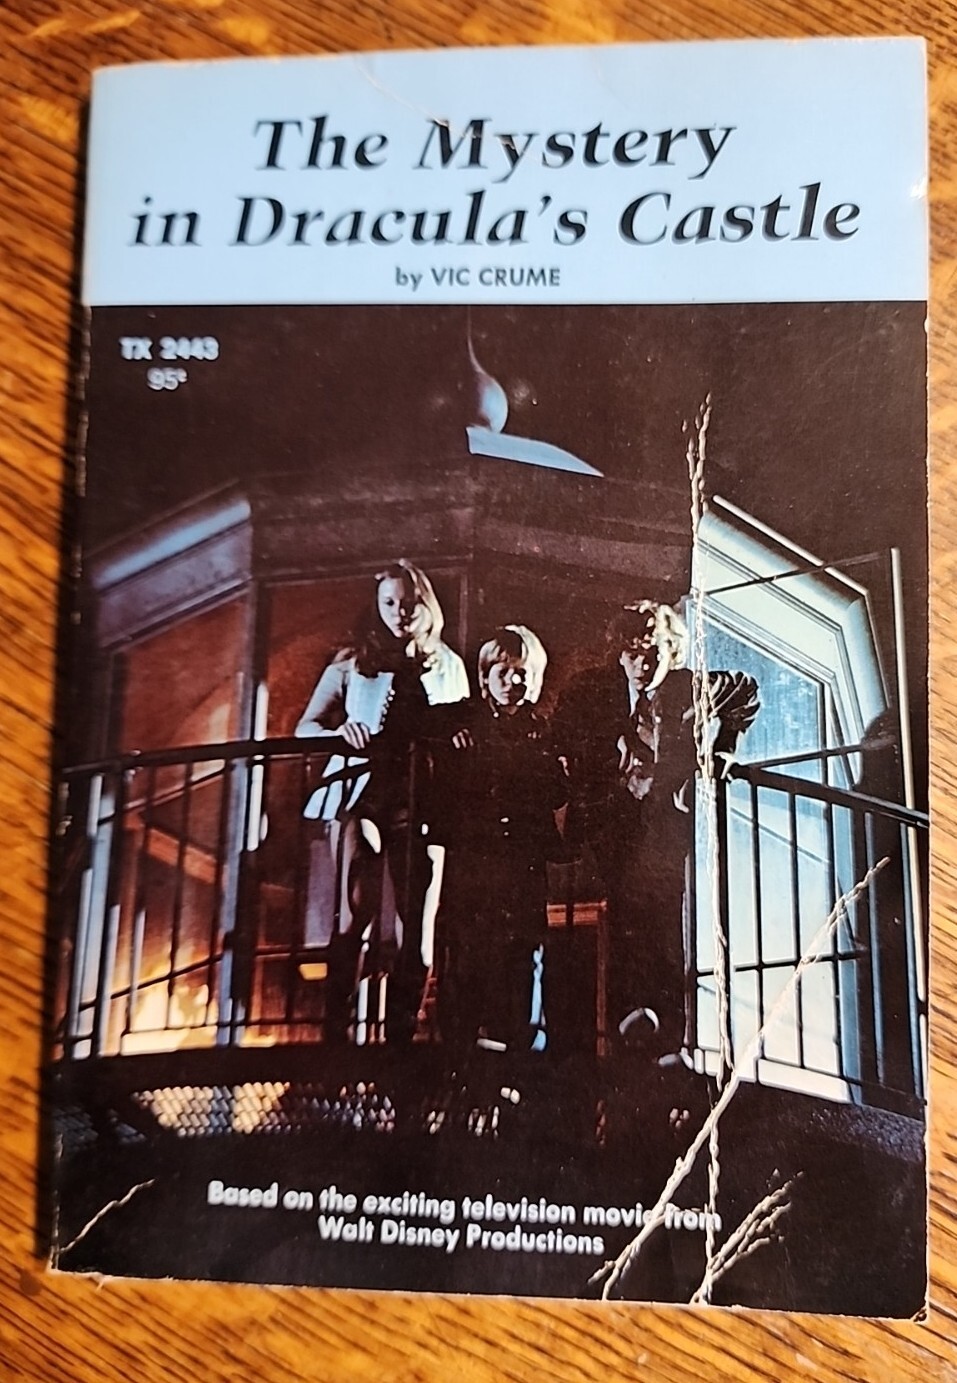 The Mystery
in Dracula's Castle
by VIC CRUME
TX 2443
95¢
Based on the exciting television movie from
Walt Disney Productions